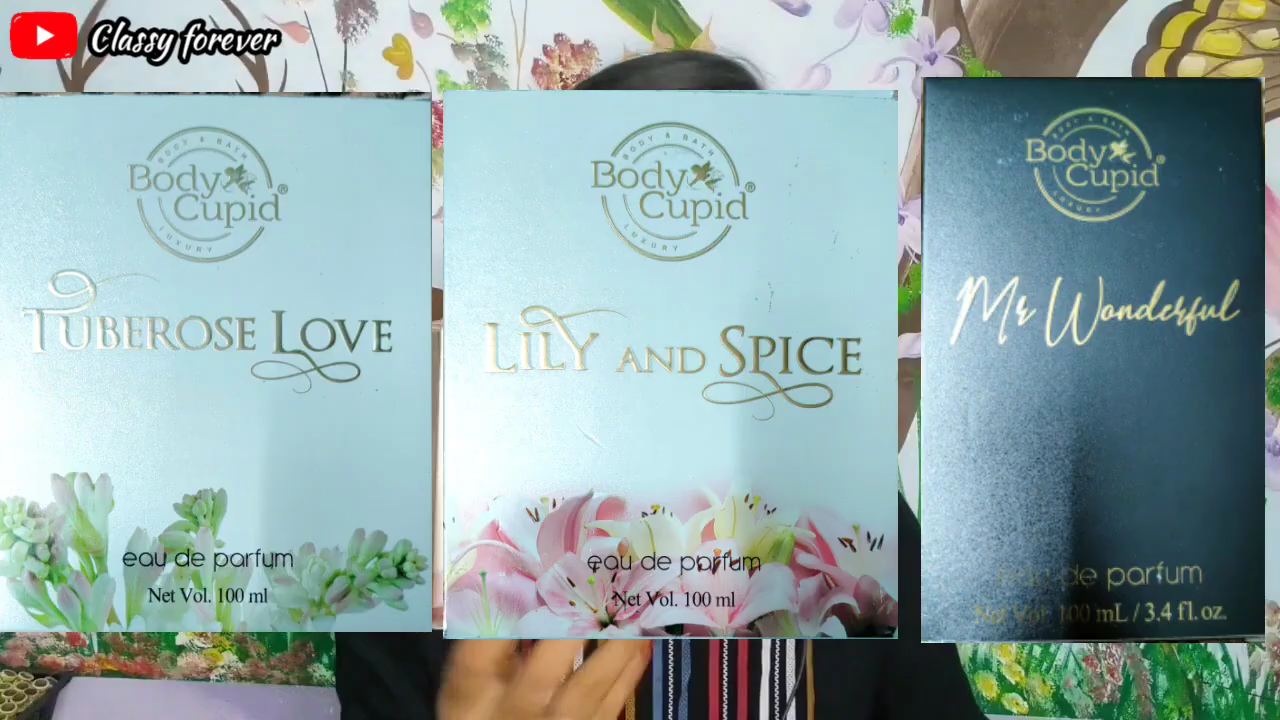 Classy forever
BODY & BATH
Body Cupid®
LUXURY
TUBEROSE LOVE
eau de parfum
Net Vol. 100 ml
BODY & BATH
Body Cupid®
LUXURY
LILY AND SPICE
eau de parfum
Net Vol. 100 ml
BODY & BATH
Body Cupid®
LUXURY
Mr Wonderful
eau de parfum
Net Vol. 100 mL / 3.4 fl. oz.